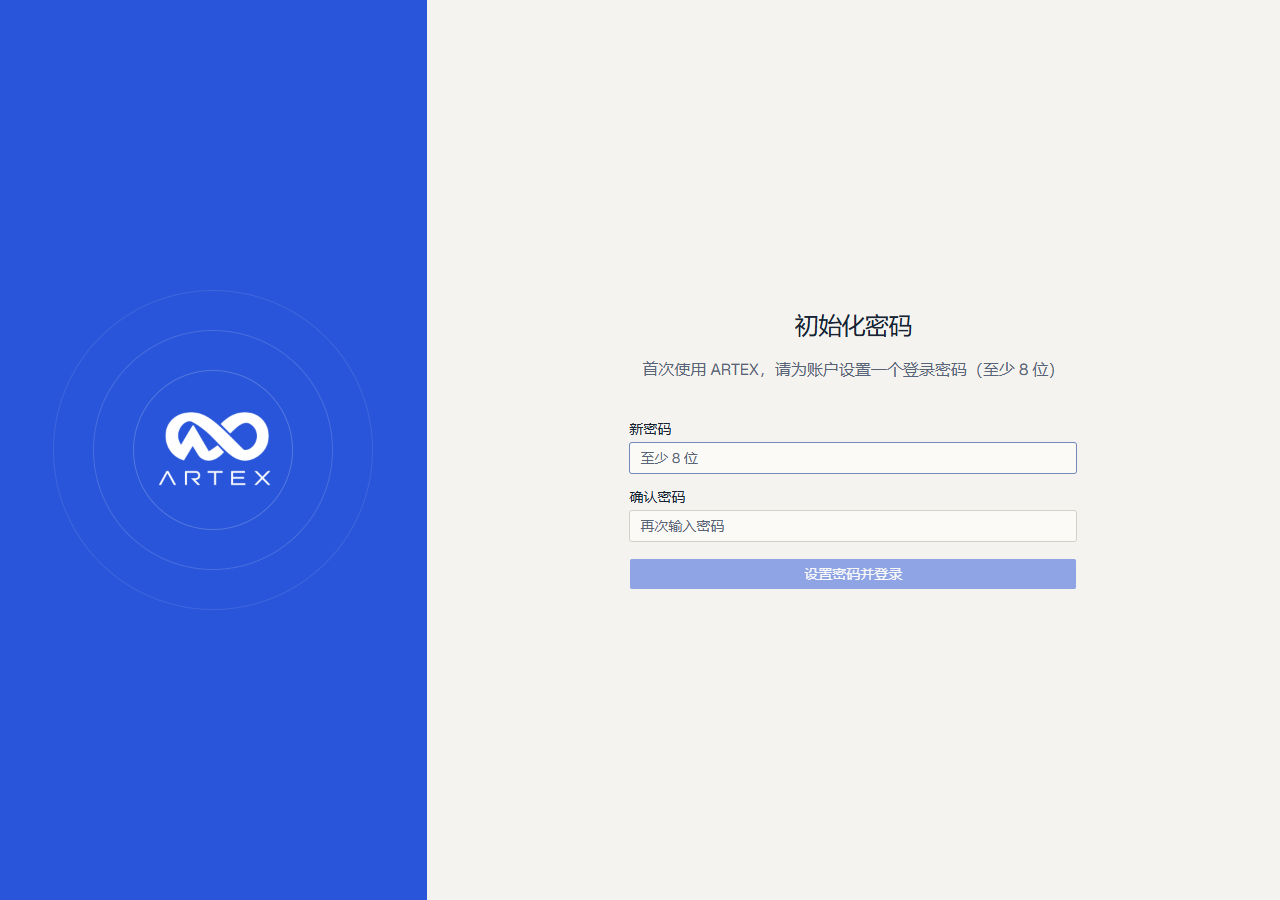 ARTEX
初始化密码
首次使用 ARTEX，请为账户设置一个登录密码（至少 8 位）
新密码
至少 8 位
确认密码
再次输入密码
设置密码并登录